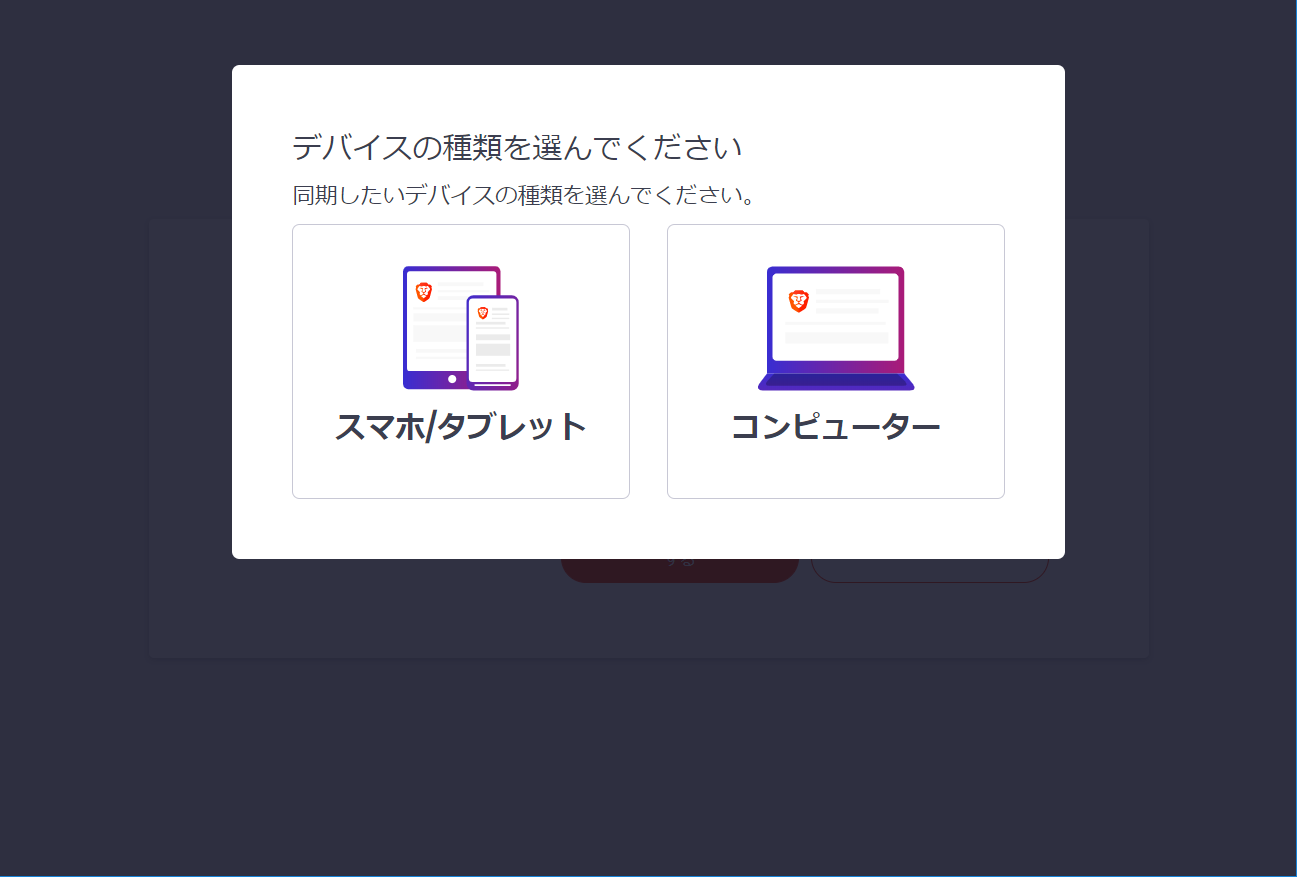 デバイスの種類を選んでください
同期したいデバイスの種類を選んでください。
スマホ/タブレット
コンピューター
する